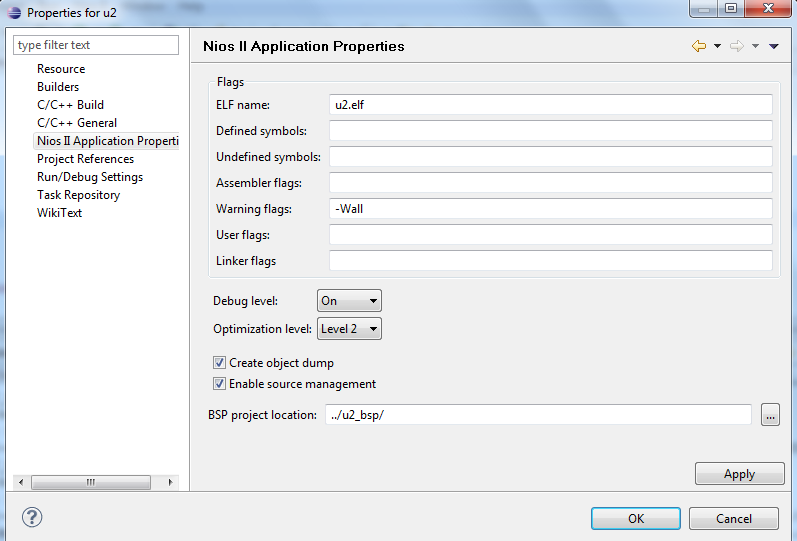 Properties for u2
type filter text
Resource
Builders
C/C++ Build
C/C++ General
Nios II Application Properti
Project References
Run/Debug Settings
Task Repository
WikiText
Nios II Application Properties
Flags
ELF name: u2.elf
Defined symbols:
Undefined symbols:
Assembler flags:
Warning flags: -Wall
User flags:
Linker flags
Debug level: On
Optimization level: Level 2
Create object dump
Enable source management
BSP project location: ../u2_bsp/ ...
Apply
OK Cancel